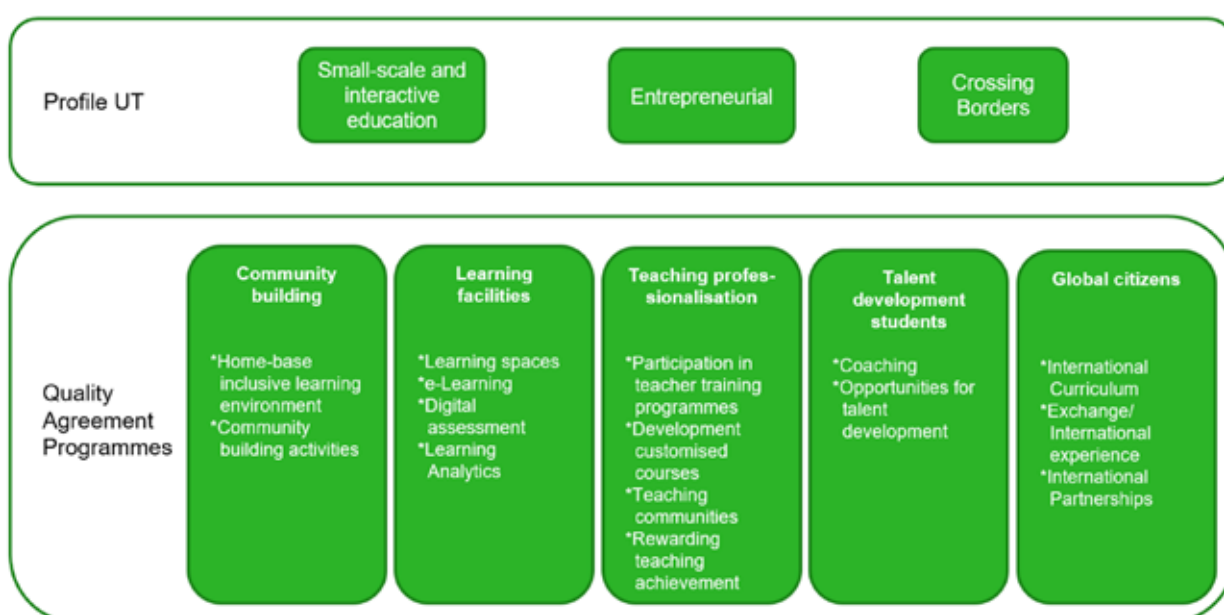 Profile UT
Small-scale and
interactive
education
Entrepreneurial
Crossing
Borders
Quality
Agreement
Programmes
Community
building
*Home-base
inclusive learning
environment
*Community
building activities
Learning
facilities
*Learning spaces
*e-Learning
*Digital
assessment
*Learning
Analytics
Teaching profes-
sionalisation
*Participation in
teacher training
programmes
*Development
customised
courses
*Teaching
communities
*Rewarding
teaching
achievement
Talent
development
students
*Coaching
*Opportunities for
talent
development
Global citizens
*International
Curriculum
*Exchange/
International
experience
*International
Partnerships